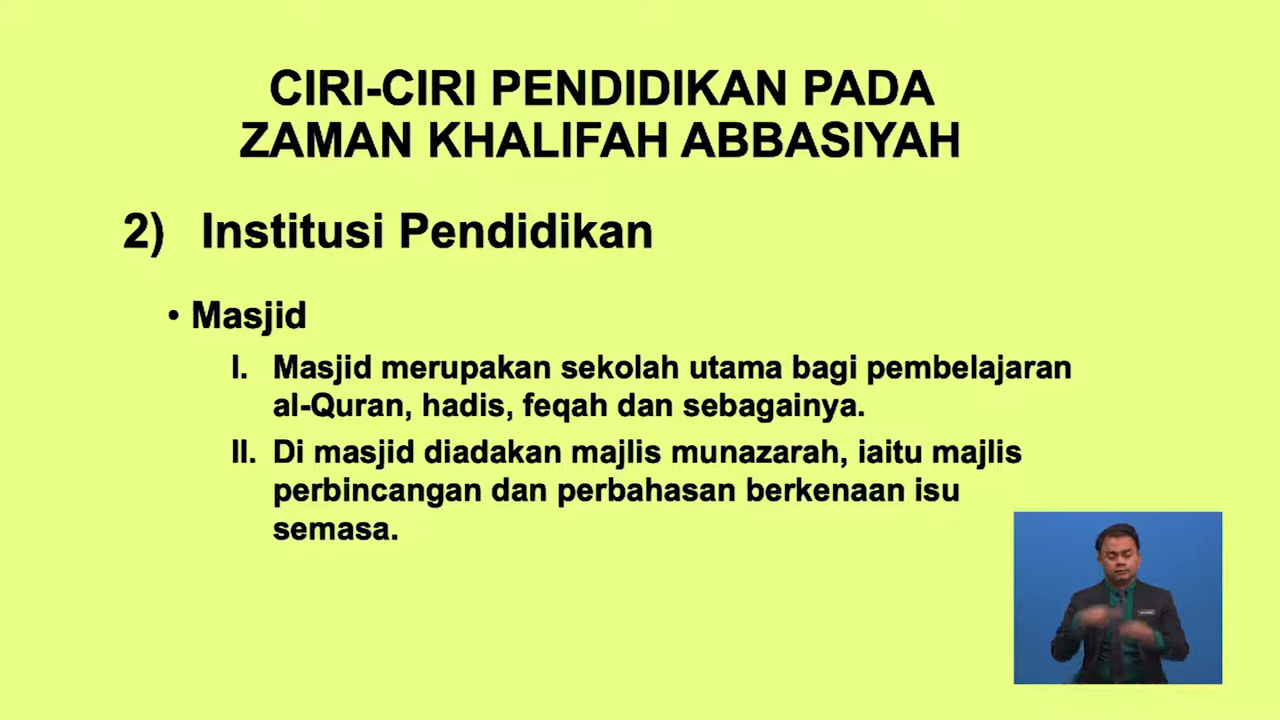 CIRI-CIRI PENDIDIKAN PADA
ZAMAN KHALIFAH ABBASIYAH
2) Institusi Pendidikan
• Masjid
I. Masjid merupakan sekolah utama bagi pembelajaran
al-Quran, hadis, feqah dan sebagainya.
II. Di masjid diadakan majlis munazarah, iaitu majlis
perbincangan dan perbahasan berkenaan isu
semasa.